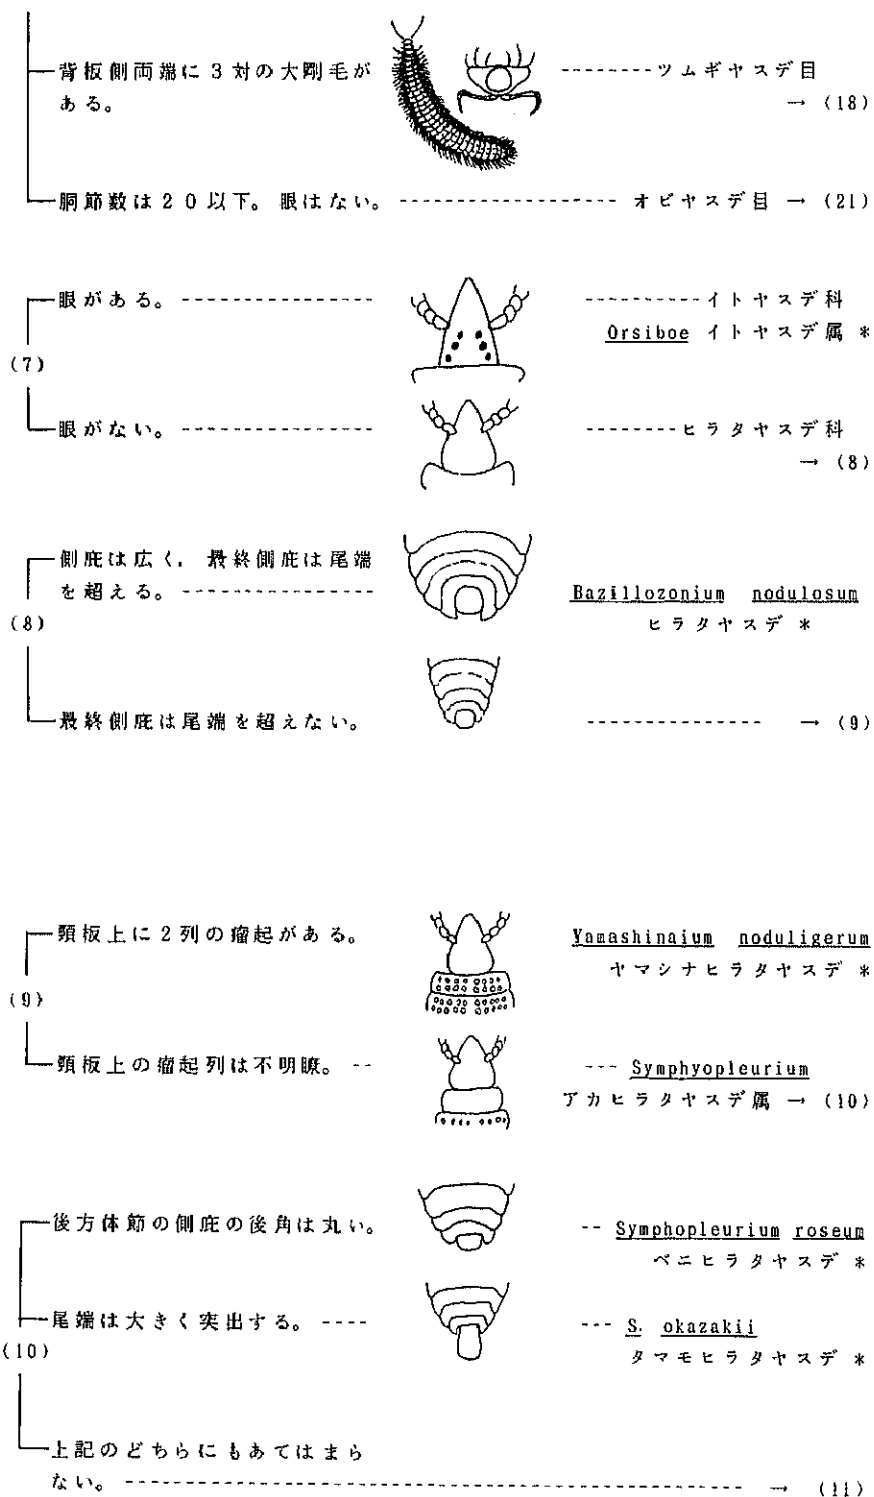 背板側両端に3対の大剛毛が --------ツムギヤスデ目
ある。 → (18)
胴節数は20以下。眼はない。 ---------------- オビヤスデ目 → (21)
眼がある。 ---------------- ----------イトヤスデ科
Orsiboe イトヤスデ属 *
(7)
眼がない。 ---------------- --------ヒラタヤスデ科
→ (8)
側庇は広く，最終側庇は尾端
を超える。 ---------------- Bazillozonium nodulosum
(8) ヒラタヤスデ *
最終側庇は尾端を超えない。 -------------- → (9)
頸板上に2列の瘤起がある。 Yamashinaium noduligerum
ヤマシナヒラタヤスデ *
(9)
頸板上の瘤起列は不明瞭。 -- --- Symphyopleurium
アカヒラタヤスデ属 → (10)
後方体節の側庇の後角は丸い。 -- Symphopleurium roseum
ベニヒラタヤスデ *
尾端は大きく突出する。 ---- --- S. okazakii
(10) タマモヒラタヤスデ *
上記のどちらにもあてはまら
ない。 ---------------------------------------------------- → (11)